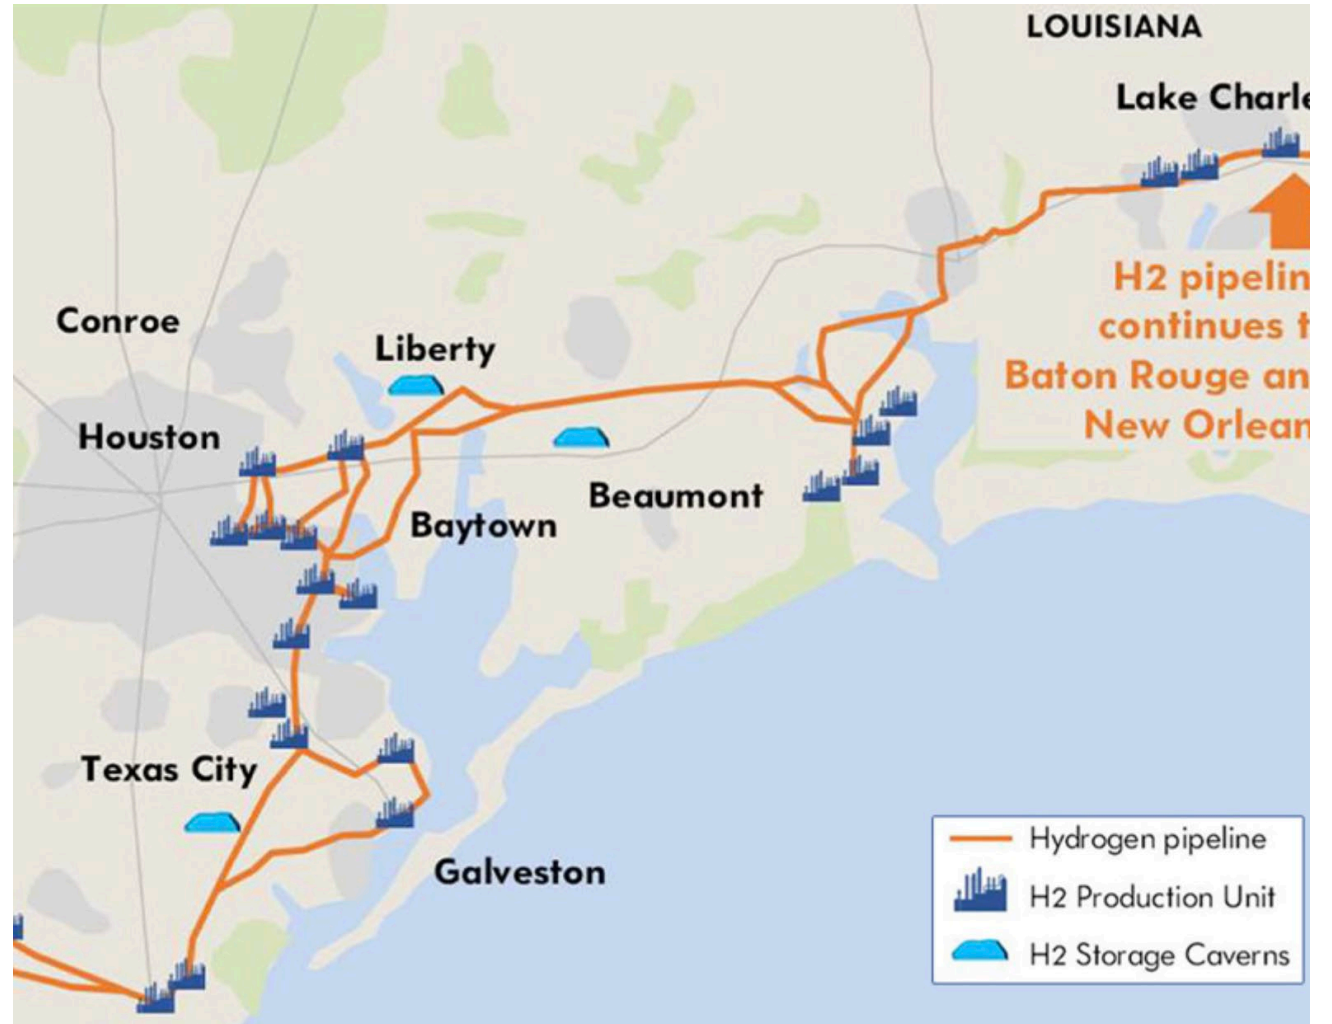 LOUISIANA
Lake Charle
H2 pipelin
continues t
Baton Rouge an
New Orlean
Conroe
Liberty
Houston
Beaumont
Baytown
Texas City
Galveston
Hydrogen pipeline
H2 Production Unit
H2 Storage Caverns